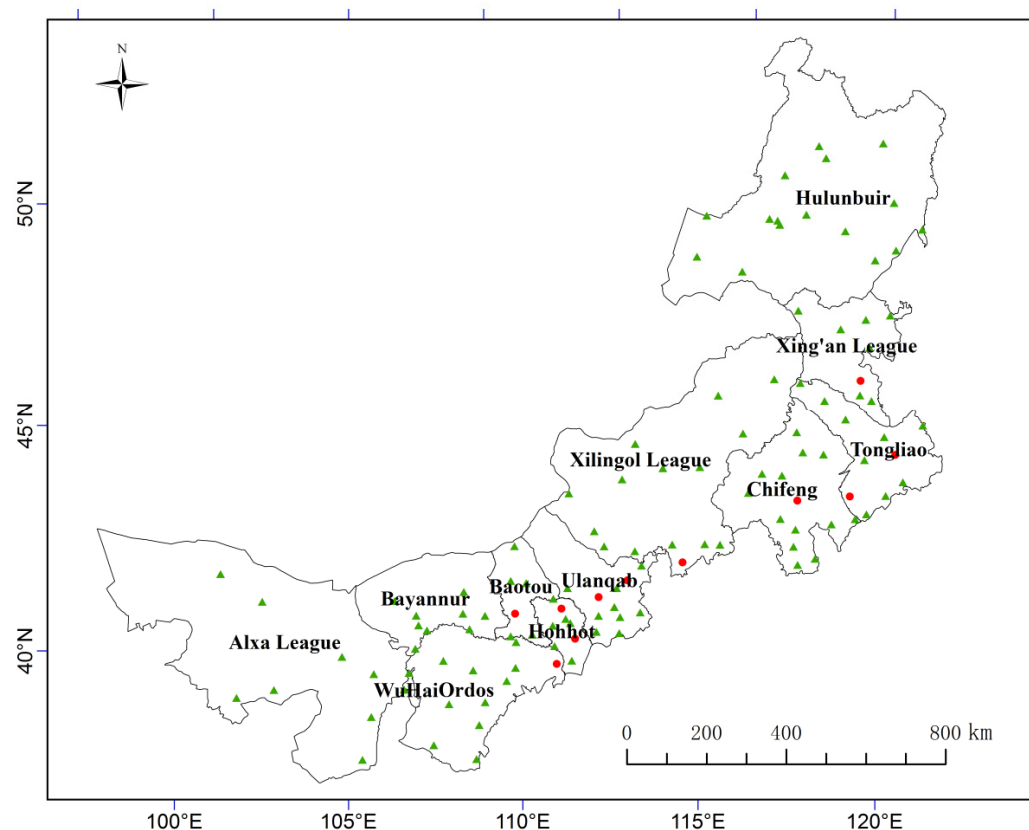 N
50°N
Hulunbuir
Xing'an League
45°N
Xilingol League
Tongliao
Chifeng
Ulanqab
Baotou
Bayannur
Hohhot
Alxa League
40°N
WuHaiOrdos
0 200 400 800 km
100°E 105°E 110°E 115°E 120°E